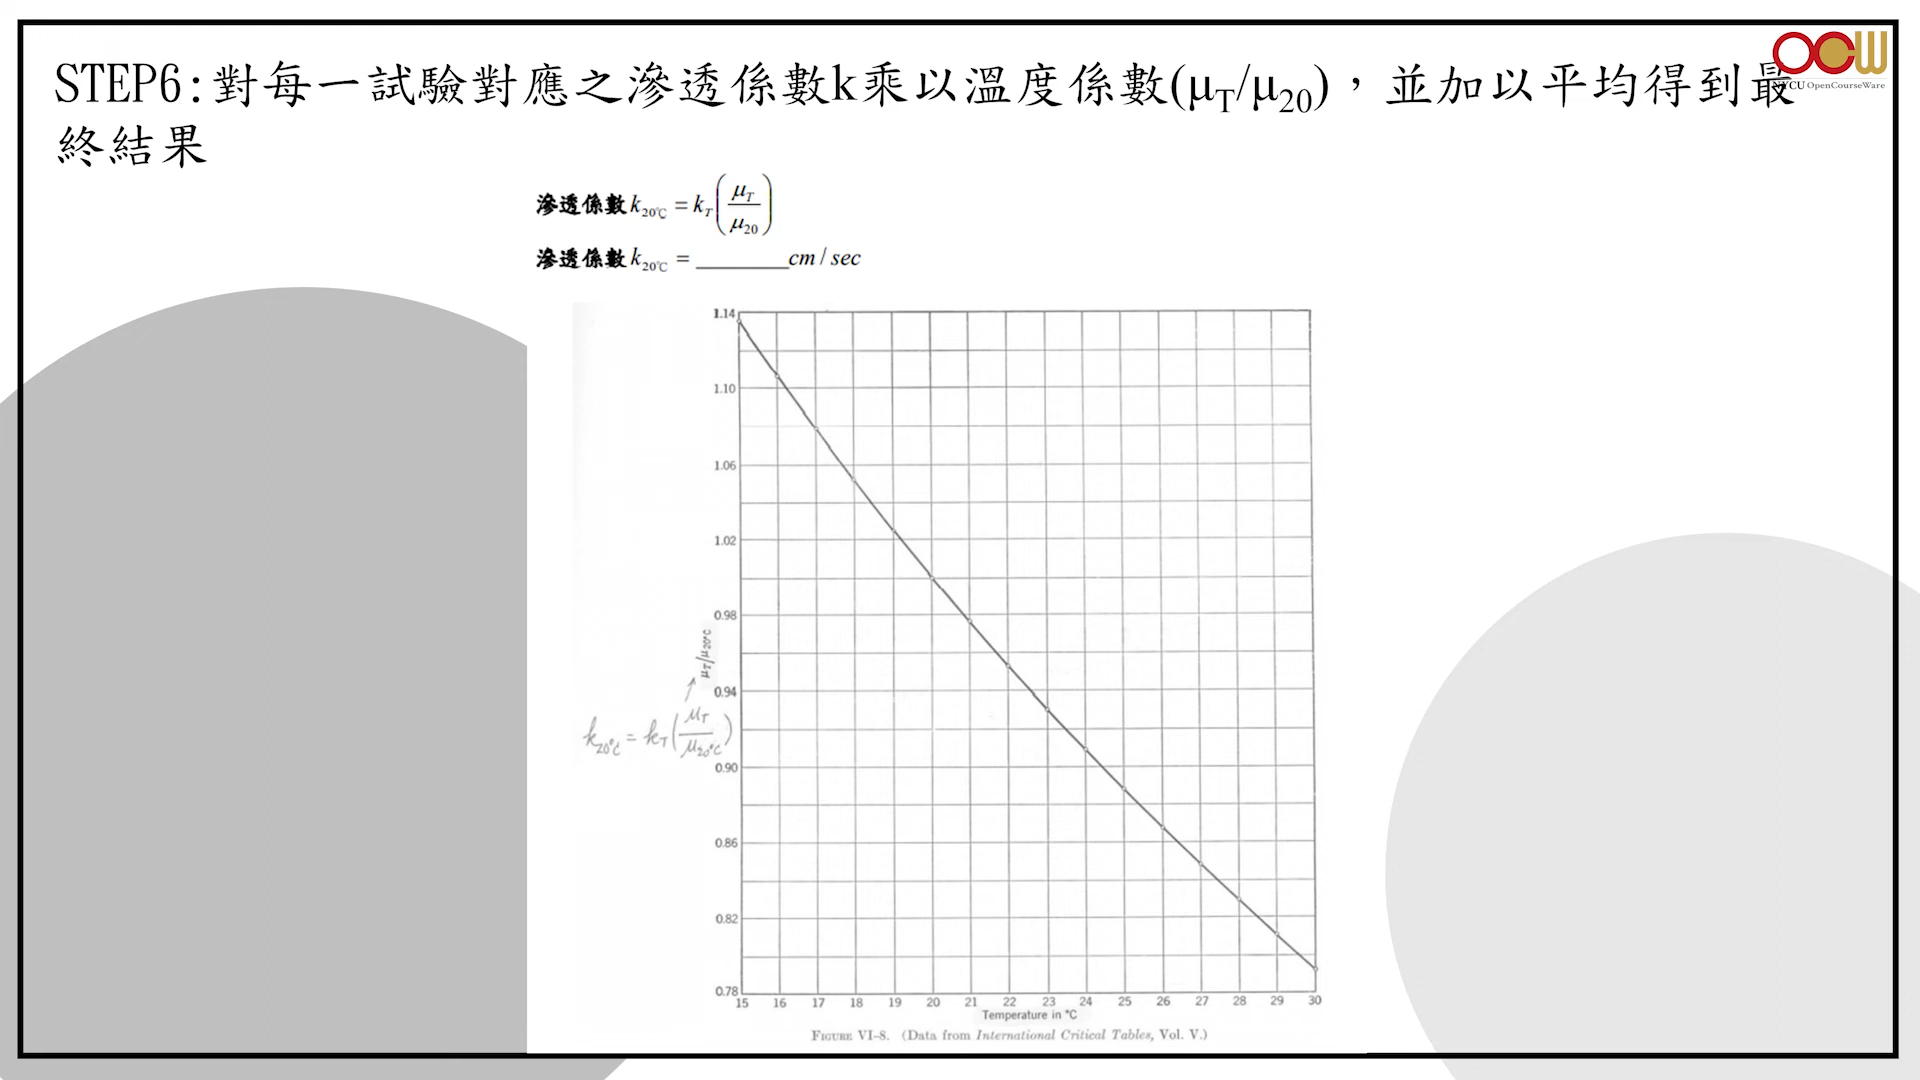 STEP6:對每一試驗對應之滲透係數k乘以溫度係數(μT/μ20)，並加以平均得到最
終結果
OCW
NYCU OpenCourseWare
滲透係數 k20℃ = kT (μT/μ20)
滲透係數 k20℃ = ________ cm / sec
1.14
1.10
1.06
1.02
0.98
μT/μ20°C
0.94
k20°C = kT (μT/μ20°C)
0.90
0.86
0.82
0.78
15 16 17 18 19 20 21 22 23 24 25 26 27 28 29 30
Temperature in °C
FIGURE VI–8. (Data from International Critical Tables, Vol. V.)